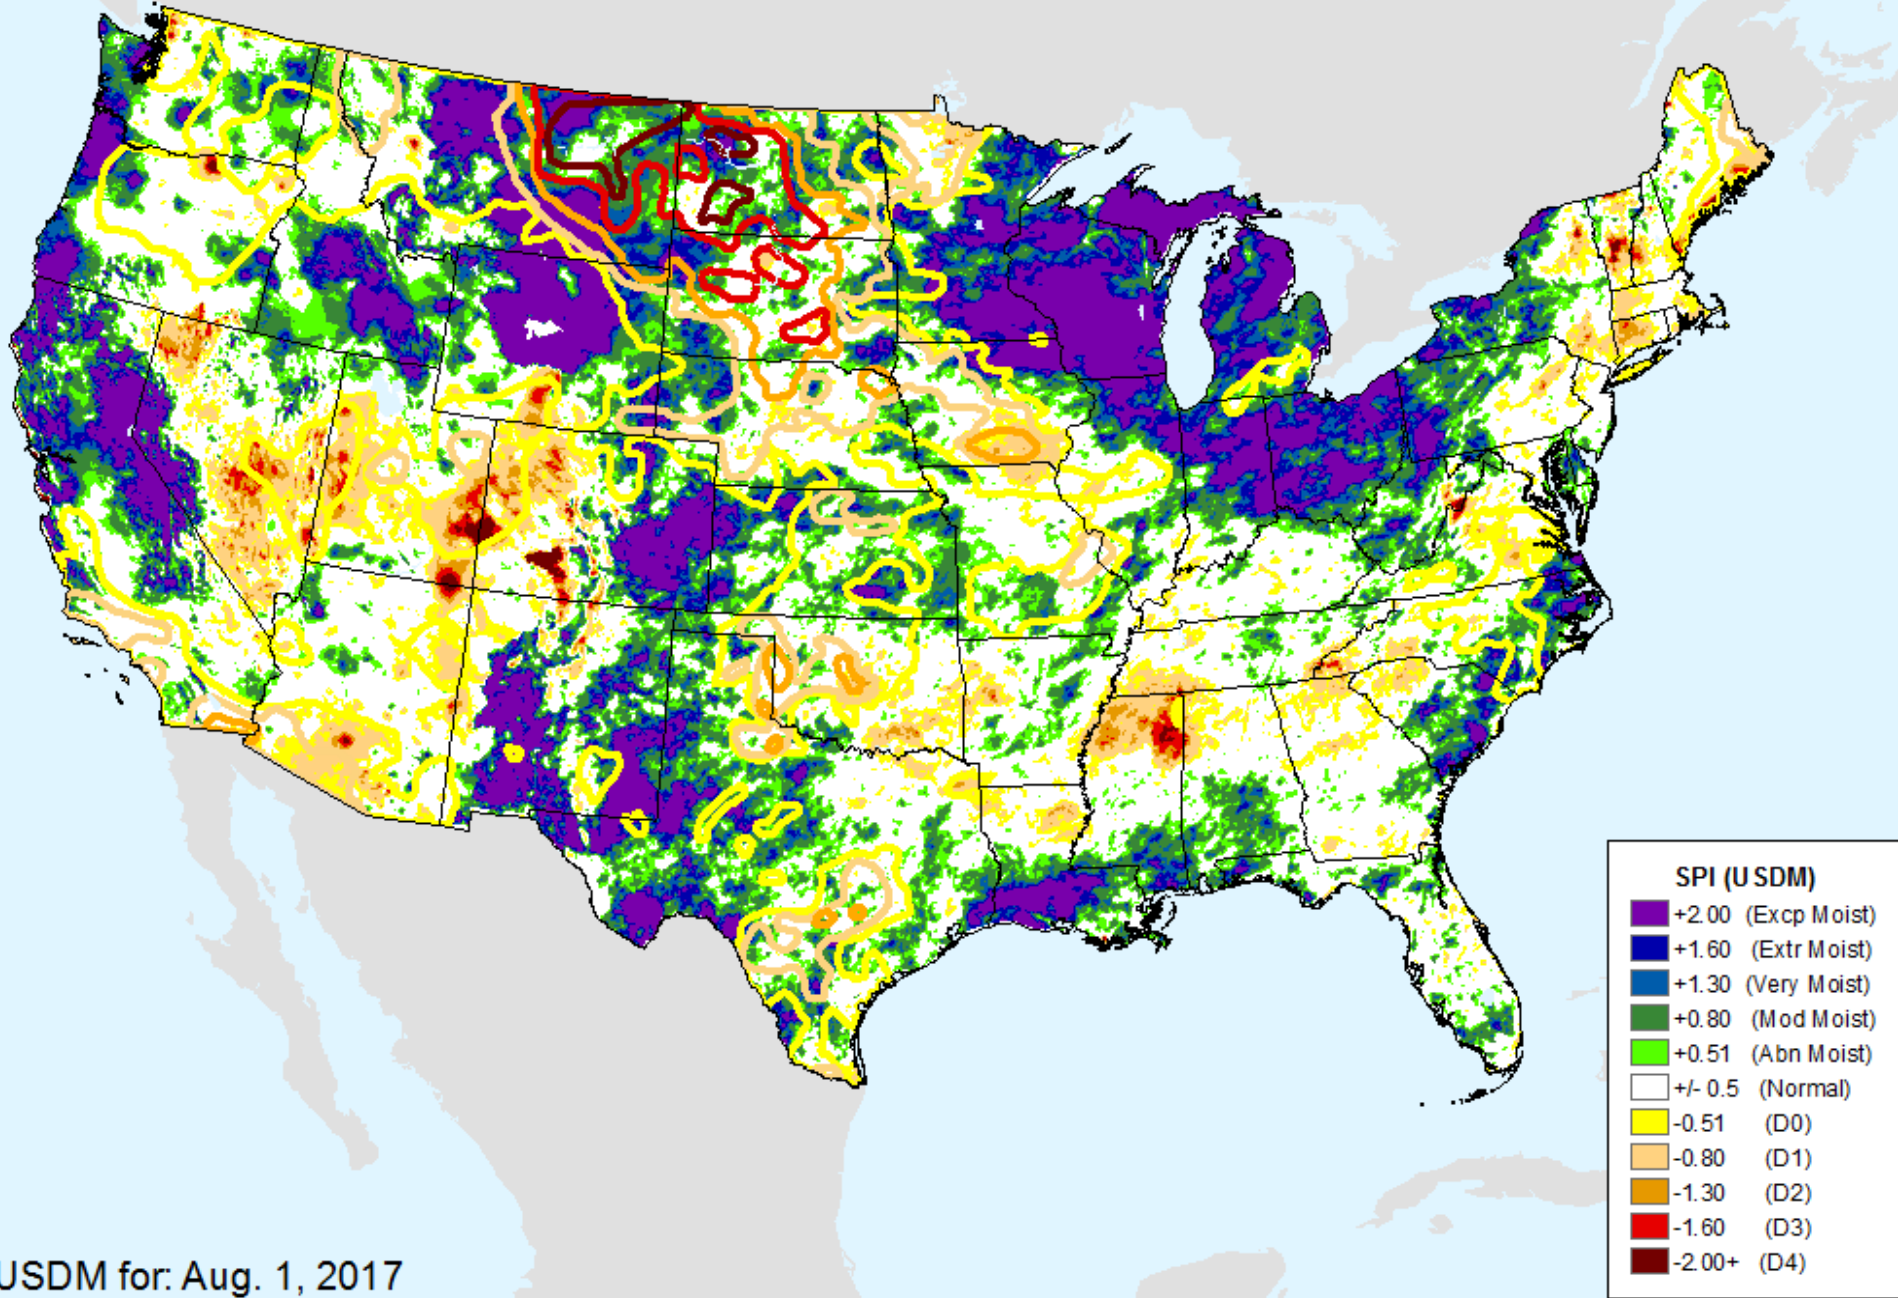 SPI (USDM)
+2.00 (Excp Moist)
+1.60 (Extr Moist)
+1.30 (Very Moist)
+0.80 (Mod Moist)
+0.51 (Abn Moist)
+/- 0.5 (Normal)
-0.51 (D0)
-0.80 (D1)
-1.30 (D2)
-1.60 (D3)
-2.00+ (D4)
USDM for: Aug. 1, 2017